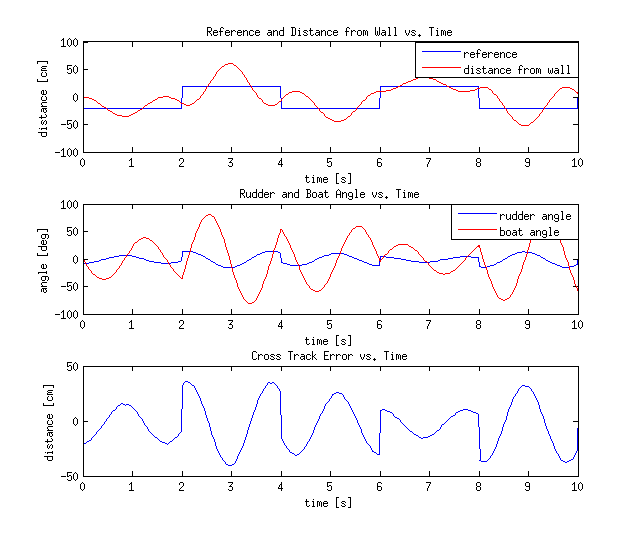 Reference and Distance from Wall vs. Time
100
50
0
-50
-100
distance [cm]
reference
distance from wall
0 1 2 3 4 5 6 7 8 9 10
time [s]
Rudder and Boat Angle vs. Time
100
50
0
-50
-100
angle [deg]
rudder angle
boat angle
0 1 2 3 4 5 6 7 8 9 10
time [s]
Cross Track Error vs. Time
50
0
-50
distance [cm]
0 1 2 3 4 5 6 7 8 9 10
time [s]